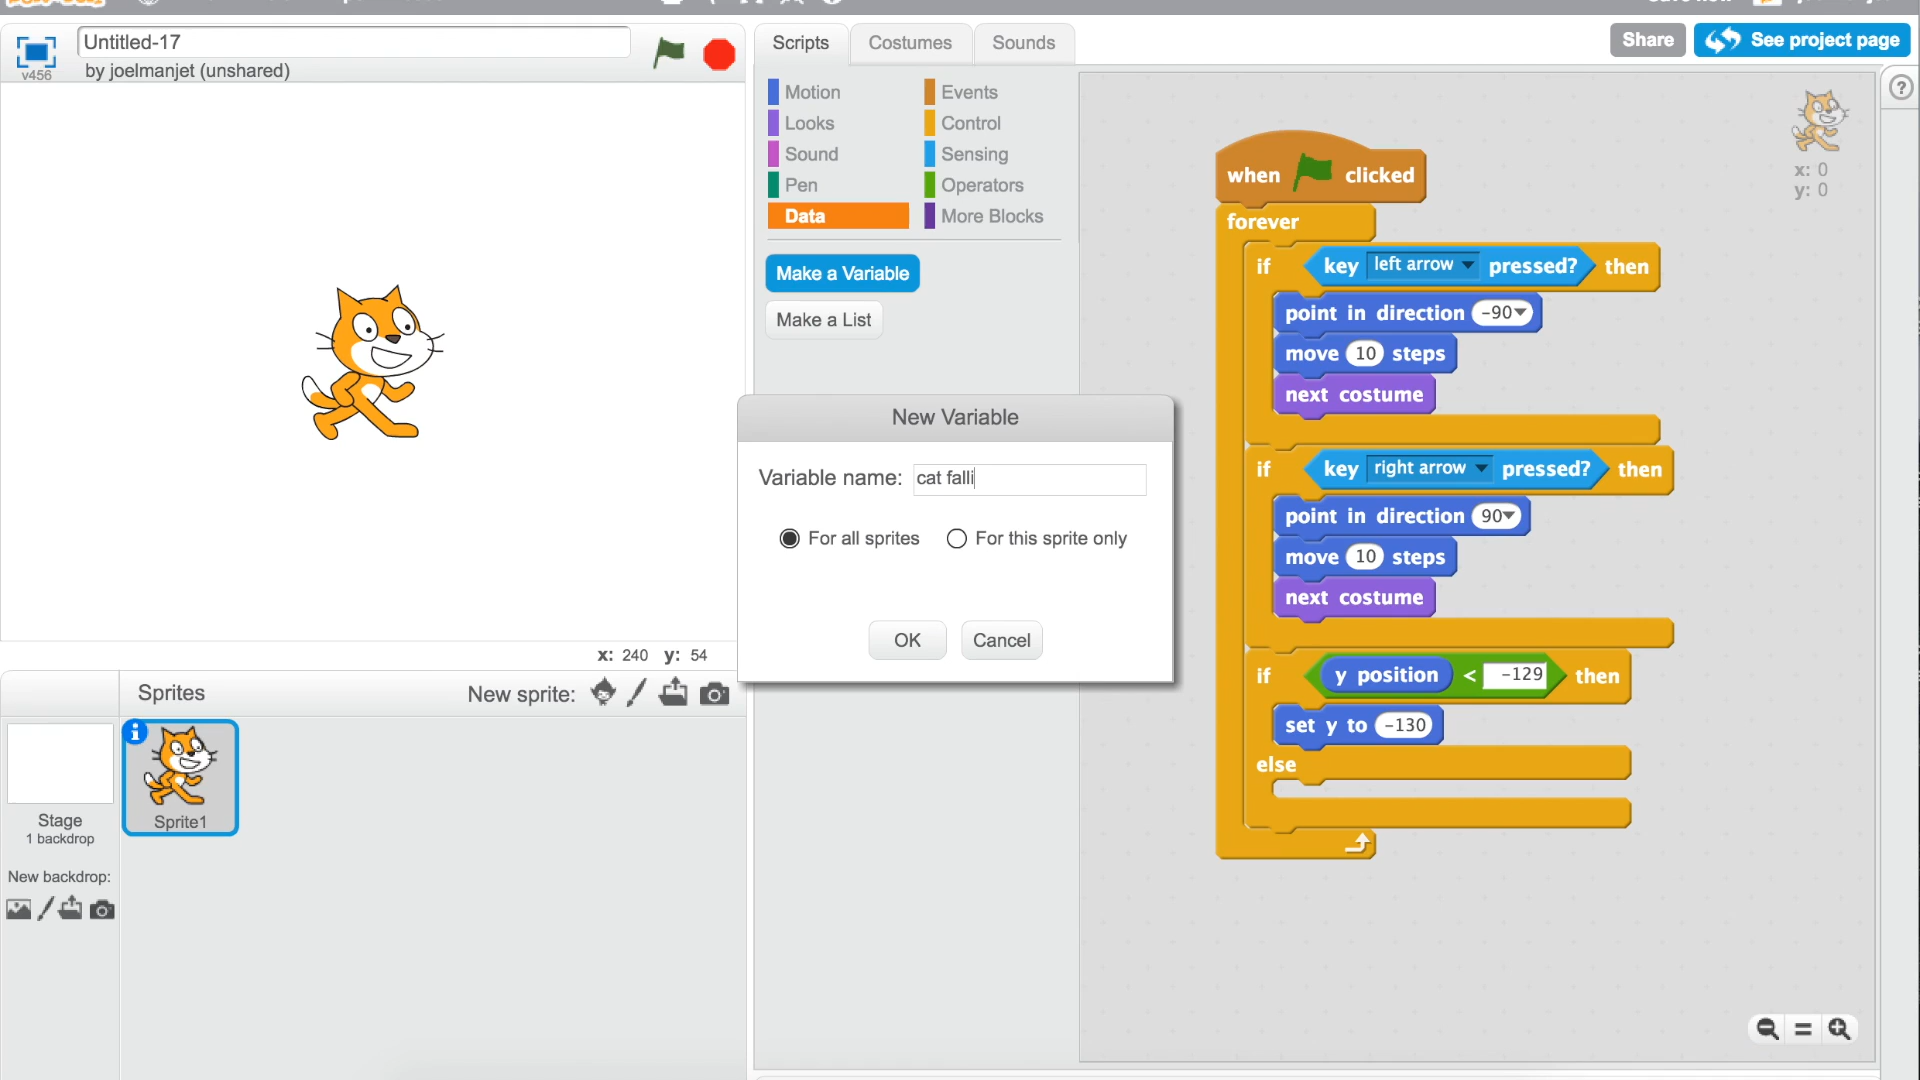 Untitled-17
by joelmanjet (unshared)
v456
Scripts
Costumes
Sounds
Share
See project page
?
Motion
Events
Looks
Control
Sound
Sensing
Pen
Operators
Data
More Blocks
Make a Variable
Make a List
New Variable
Variable name: cat falli
For all sprites
For this sprite only
OK
Cancel
x: 0
y: 0
when clicked
forever
if key left arrow pressed? then
point in direction -90
move 10 steps
next costume
if key right arrow pressed? then
point in direction 90
move 10 steps
next costume
if y position < -129 then
set y to -130
else
x: 240 y: 54
Sprites
New sprite:
i
Sprite1
Stage
1 backdrop
New backdrop: